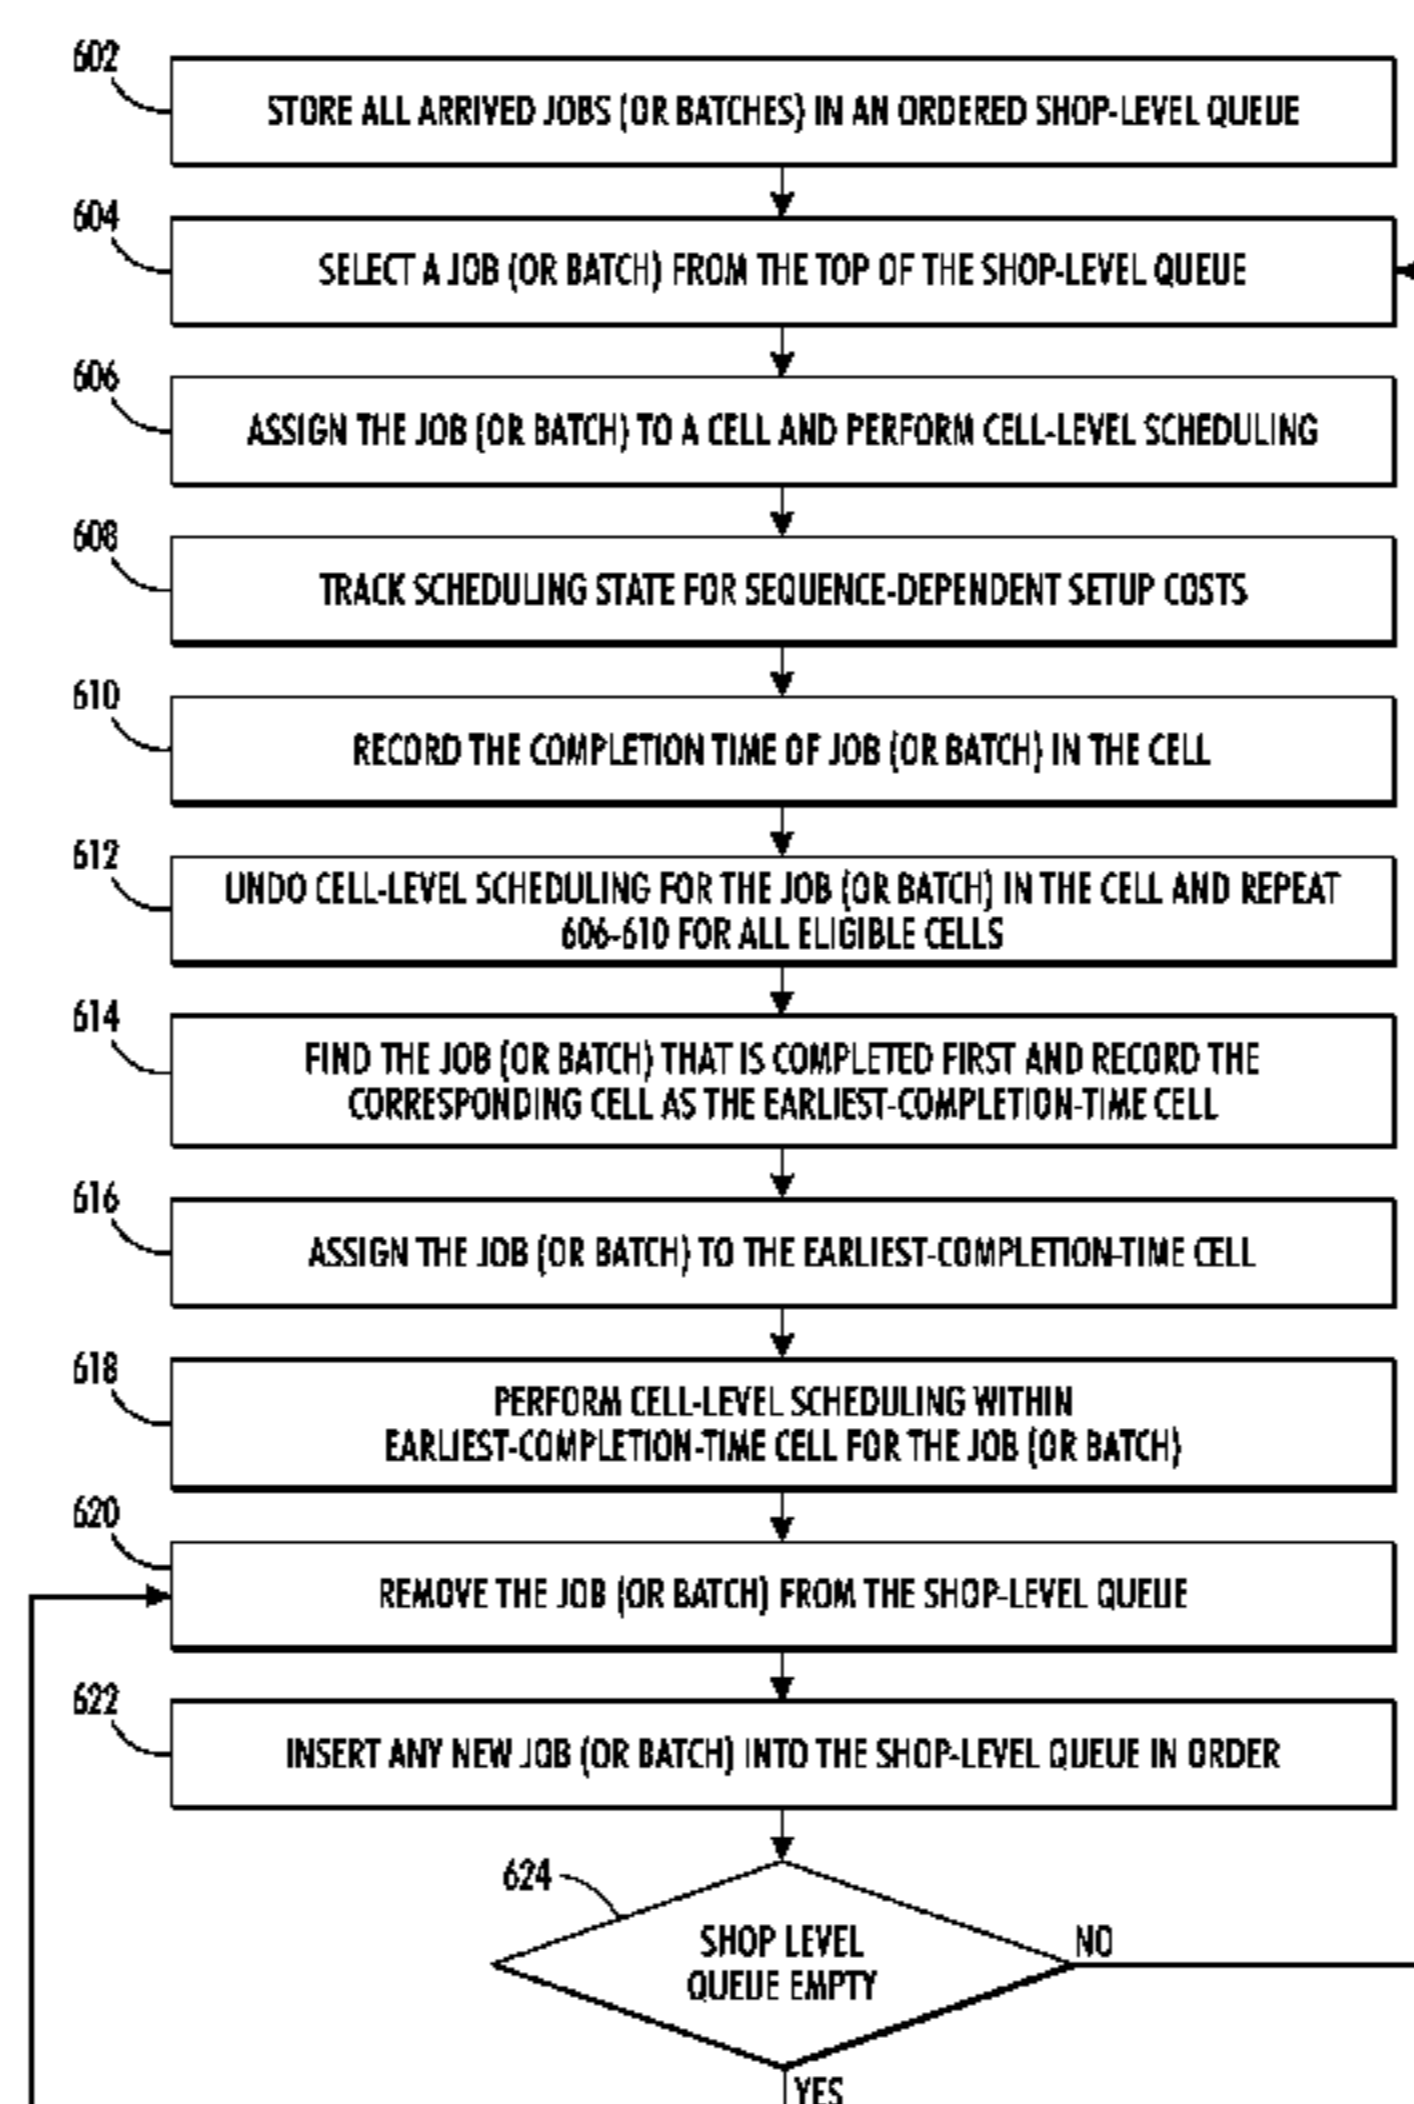 602
STORE ALL ARRIVED JOBS (OR BATCHES) IN AN ORDERED SHOP-LEVEL QUEUE
604
SELECT A JOB (OR BATCH) FROM THE TOP OF THE SHOP-LEVEL QUEUE
606
ASSIGN THE JOB (OR BATCH) TO A CELL AND PERFORM CELL-LEVEL SCHEDULING
608
TRACK SCHEDULING STATE FOR SEQUENCE-DEPENDENT SETUP COSTS
610
RECORD THE COMPLETION TIME OF JOB (OR BATCH) IN THE CELL
612
UNDO CELL-LEVEL SCHEDULING FOR THE JOB (OR BATCH) IN THE CELL AND REPEAT
606-610 FOR ALL ELIGIBLE CELLS
614
FIND THE JOB (OR BATCH) THAT IS COMPLETED FIRST AND RECORD THE
CORRESPONDING CELL AS THE EARLIEST-COMPLETION-TIME CELL
616
ASSIGN THE JOB (OR BATCH) TO THE EARLIEST-COMPLETION-TIME CELL
618
PERFORM CELL-LEVEL SCHEDULING WITHIN
EARLIEST-COMPLETION-TIME CELL FOR THE JOB (OR BATCH)
620
REMOVE THE JOB (OR BATCH) FROM THE SHOP-LEVEL QUEUE
622
INSERT ANY NEW JOB (OR BATCH) INTO THE SHOP-LEVEL QUEUE IN ORDER
624
SHOP LEVEL
QUEUE EMPTY
NO
YES